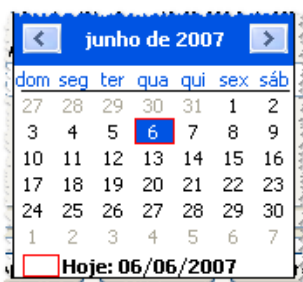 junho de 2007
dom seg ter qua qui sex sáb
27 28 29 30 31 1 2
3 4 5 6 7 8 9
10 11 12 13 14 15 16
17 18 19 20 21 22 23
24 25 26 27 28 29 30
1 2 3 4 5 6 7
Hoje: 06/06/2007